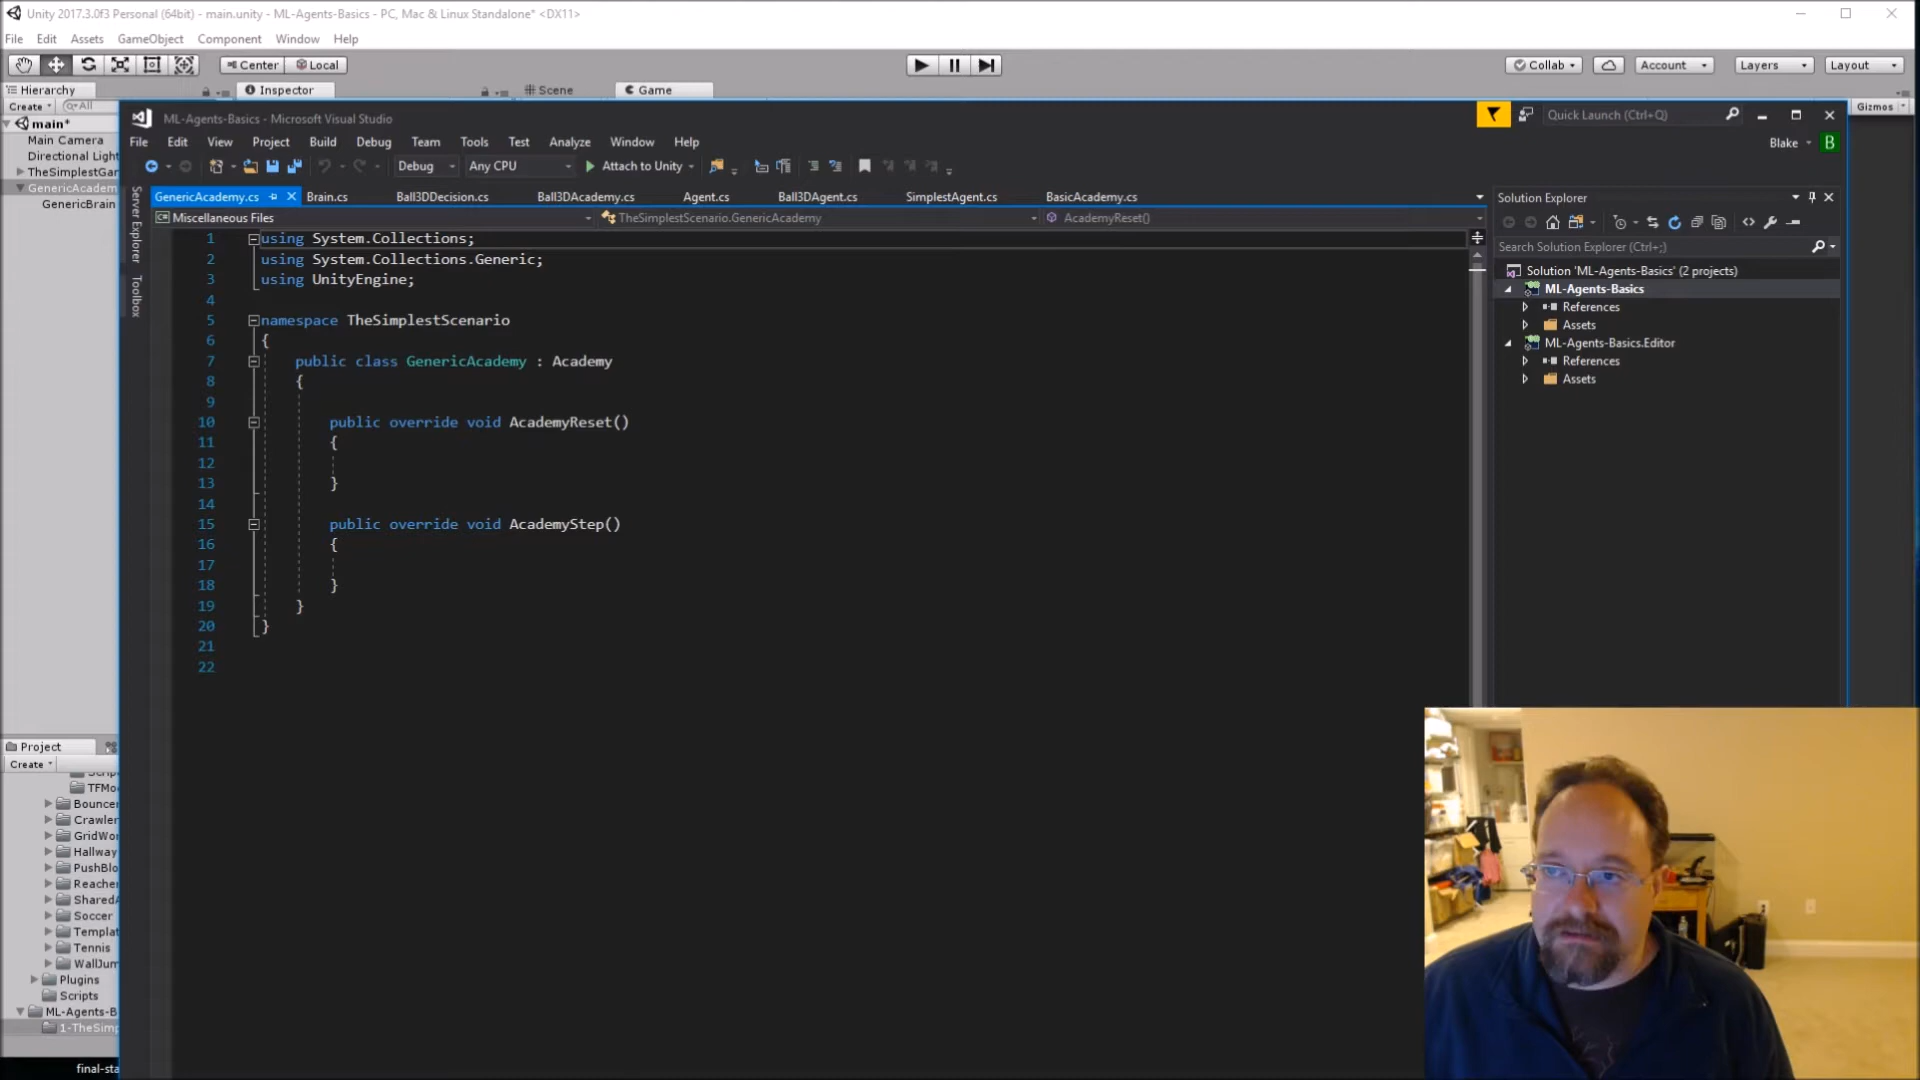 Unity 2017.3.0f3 Personal (64bit) - main.unity - ML-Agents-Basics - PC, Mac & Linux Standalone* <DX11>
File Edit Assets GameObject Component Window Help
Center Local Collab Account Layers Layout
Hierarchy Inspector Scene Game
Create All Gizmos
main*
Main Camera
Directional Light
TheSimplestGam
GenericAcadem
GenericBrain
ML-Agents-Basics - Microsoft Visual Studio Quick Launch (Ctrl+Q)
File Edit View Project Build Debug Team Tools Test Analyze Window Help Blake B
Debug Any CPU Attach to Unity
Server Explorer
Toolbox
GenericAcademy.cs Brain.cs Ball3DDecision.cs Ball3DAcademy.cs Agent.cs Ball3DAgent.cs SimplestAgent.cs BasicAcademy.cs
Miscellaneous Files TheSimplestScenario.GenericAcademy AcademyReset()
1 using System.Collections;
2 using System.Collections.Generic;
3 using UnityEngine;
4
5 namespace TheSimplestScenario
6 {
7 public class GenericAcademy : Academy
8 {
9
10 public override void AcademyReset()
11 {
12
13 }
14
15 public override void AcademyStep()
16 {
17
18 }
19 }
20 }
21
22
Solution Explorer
Search Solution Explorer (Ctrl+;)
Solution 'ML-Agents-Basics' (2 projects)
ML-Agents-Basics
References
Assets
ML-Agents-Basics.Editor
References
Assets
Project
Create
TFMo
Bouncer
Crawler
GridWo
Hallway
PushBlo
Reacher
SharedA
Soccer
Templat
Tennis
WallJum
Plugins
Scripts
ML-Agents-B
1-TheSimp
final-sta